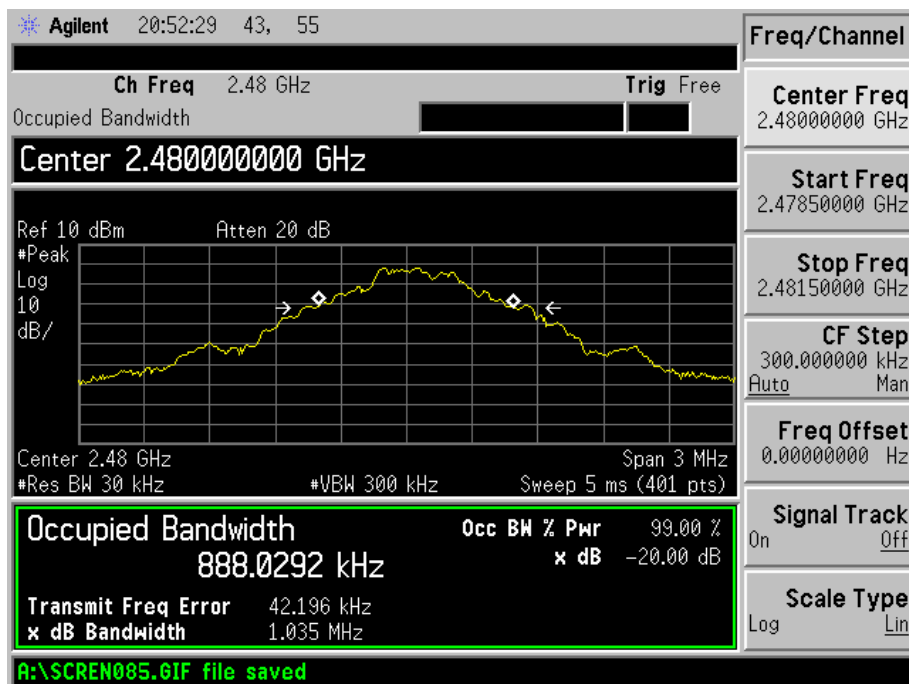 Agilent 20:52:29 43, 55
Ch Freq 2.48 GHz Trig Free
Occupied Bandwidth
Center 2.480000000 GHz
Ref 10 dBm Atten 20 dB
#Peak
Log
10
dB/
Center 2.48 GHz Span 3 MHz
#Res BW 30 kHz #VBW 300 kHz Sweep 5 ms (401 pts)
Occupied Bandwidth
888.0292 kHz
Occ BW % Pwr 99.00 %
x dB -20.00 dB
Transmit Freq Error 42.196 kHz
x dB Bandwidth 1.035 MHz
A:\SCREN085.GIF file saved
Freq/Channel
Center Freq
2.48000000 GHz
Start Freq
2.47850000 GHz
Stop Freq
2.48150000 GHz
CF Step
300.000000 kHz
Auto Man
Freq Offset
0.00000000 Hz
Signal Track
On Off
Scale Type
Log Lin